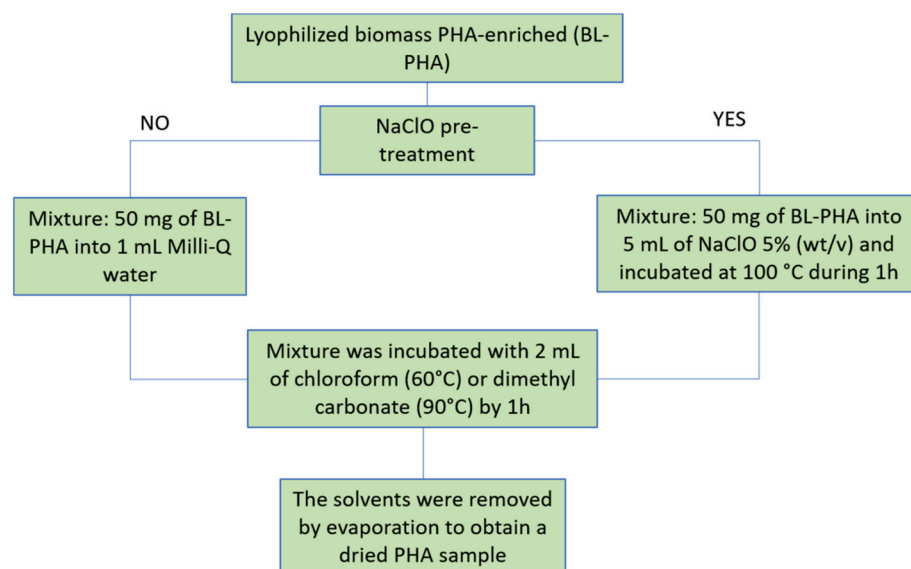 Lyophilized biomass PHA-enriched (BL-
PHA)
NO
NaClO pre-
treatment
YES
Mixture: 50 mg of BL-
PHA into 1 mL Milli-Q
water
Mixture: 50 mg of BL-PHA into
5 mL of NaClO 5% (wt/v) and
incubated at 100 °C during 1h
Mixture was incubated with 2 mL
of chloroform (60°C) or dimethyl
carbonate (90°C) by 1h
The solvents were removed
by evaporation to obtain a
dried PHA sample